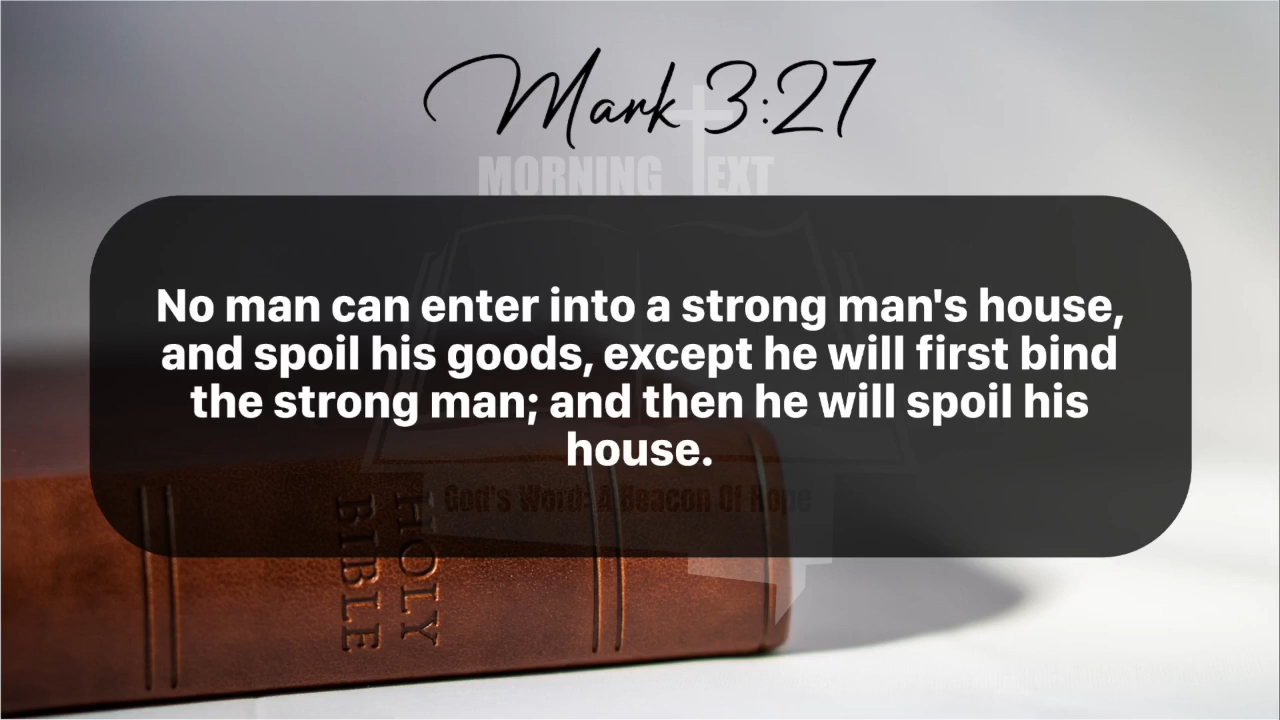 Mark 3:27
MORNING TEXT
No man can enter into a strong man's house,
and spoil his goods, except he will first bind
the strong man; and then he will spoil his
house.
God's Word: A Beacon Of Hope
HOLY
BIBLE